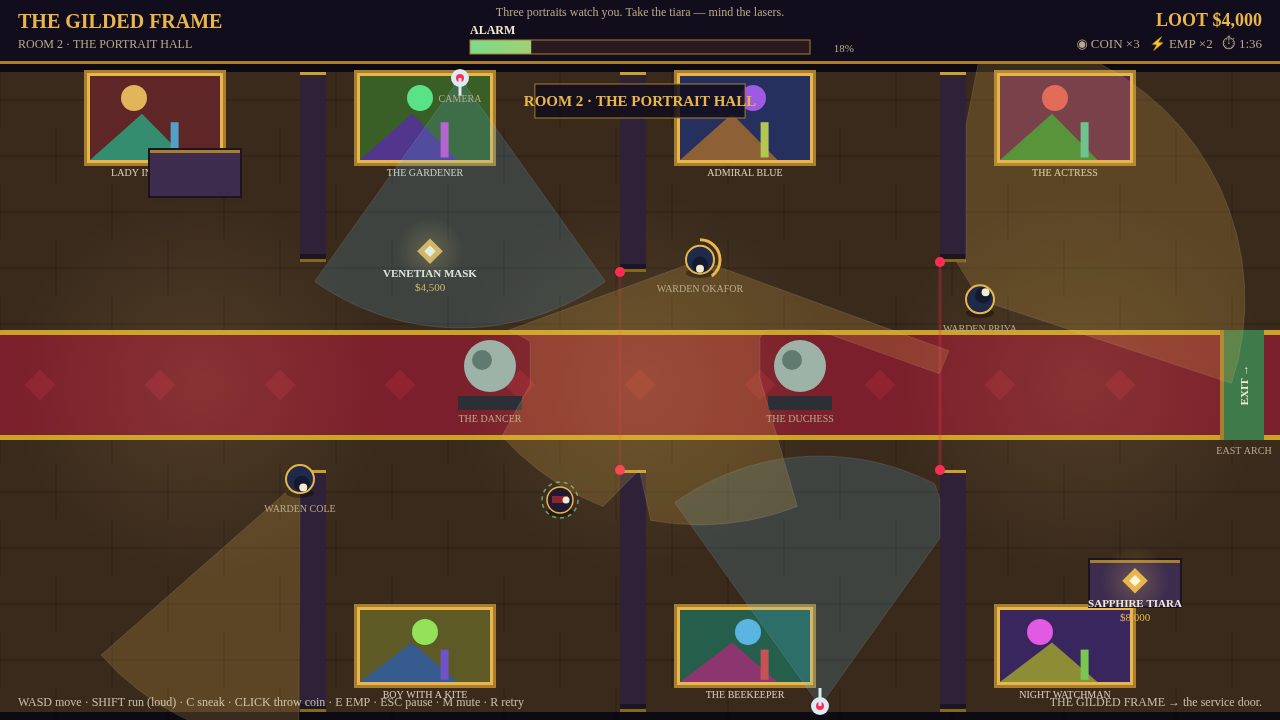 THE GILDED FRAME
ROOM 2 · THE PORTRAIT HALL
Three portraits watch you. Take the tiara — mind the lasers.
ALARM
18%
LOOT $4,000
COIN ×3 EMP ×2 1:36
ROOM 2 · THE PORTRAIT HALL
CAMERA
LADY IN
THE GARDENER
ADMIRAL BLUE
THE ACTRESS
VENETIAN MASK
$4,500
WARDEN OKAFOR
WARDEN PRIYA
EXIT →
THE DANCER
THE DUCHESS
EAST ARCH
WARDEN COLE
SAPPHIRE TIARA
$8,000
BOY WITH A KITE
THE BEEKEEPER
NIGHT WATCHMAN
WASD move · SHIFT run (loud) · C sneak · CLICK throw coin · E EMP · ESC pause · M mute · R retry
THE GILDED FRAME → the service door.